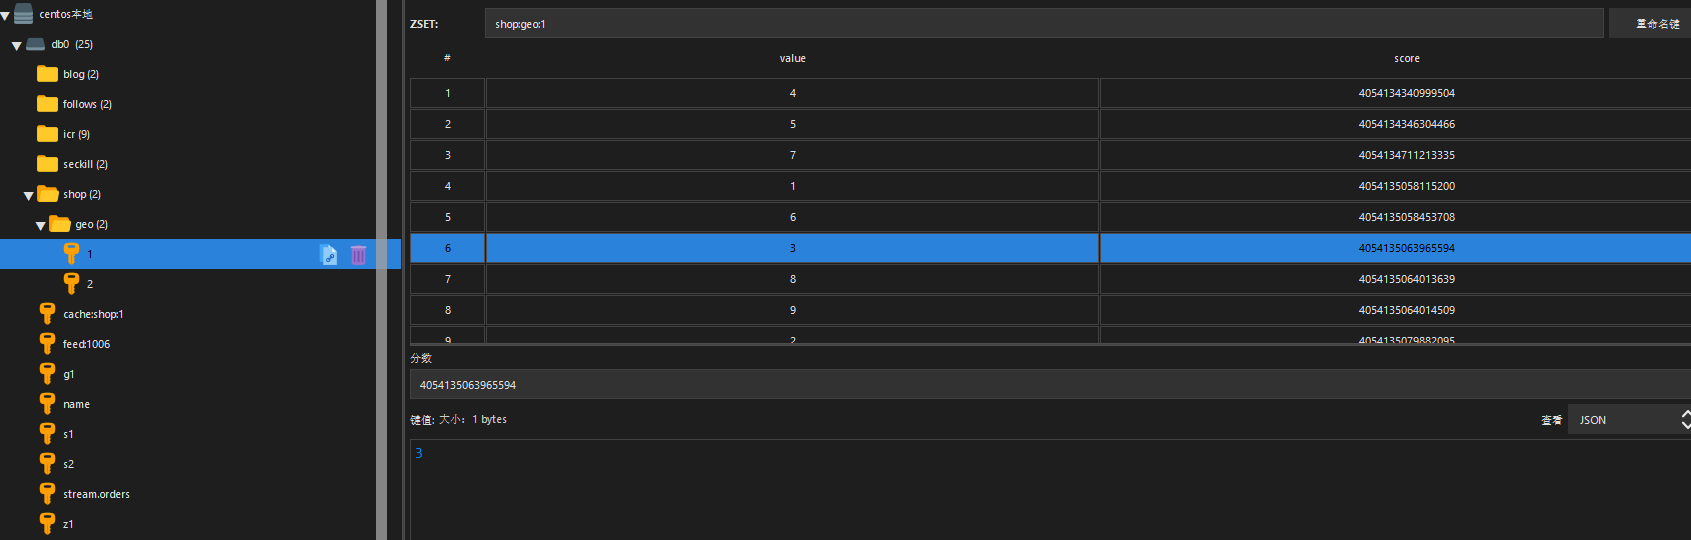 centos本地
db0 (25)
blog (2)
follows (2)
icr (9)
seckill (2)
shop (2)
geo (2)
1
2
cache:shop:1
feed:1006
g1
name
s1
s2
stream.orders
z1
ZSET: shop:geo:1 重命名键
# value score
1 4 4054134340999504
2 5 4054134346304466
3 7 4054134711213335
4 1 4054135058115200
5 6 4054135058453708
6 3 4054135063965594
7 8 4054135064013639
8 9 4054135064014509
9 2 4054135079882095
分数
4054135063965594
键值: 大小: 1 bytes 查看 JSON
3